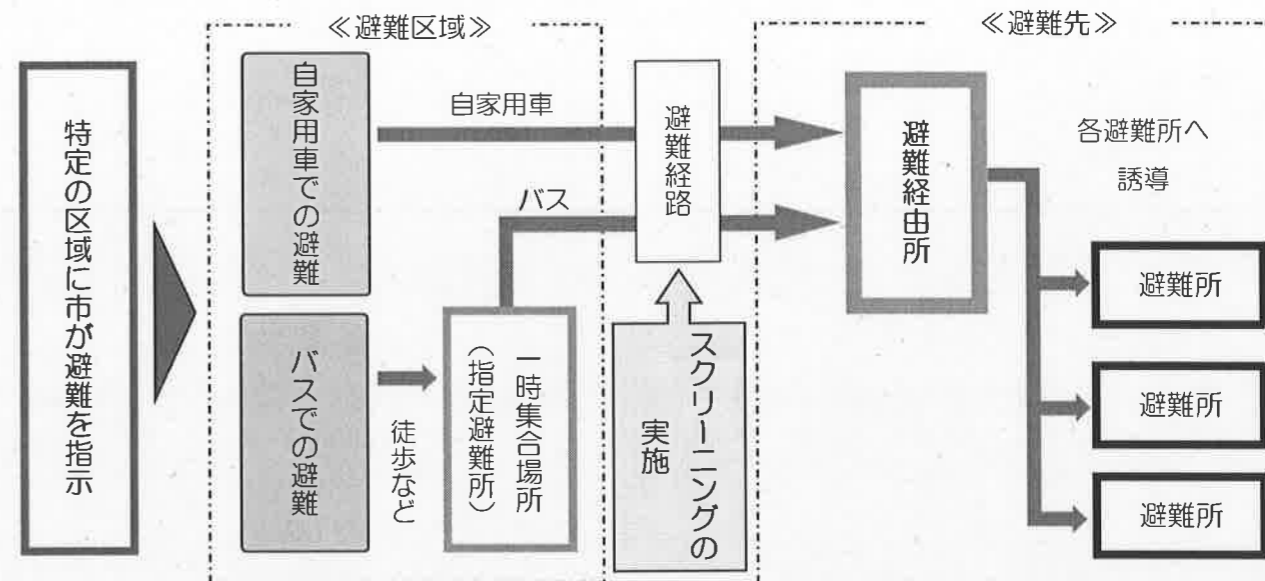 ≪避難区域≫
≪避難先≫
特定の区域に市が避難を指示
自家用車での避難
自家用車
避難経路
避難経由所
各避難所へ
誘導
バス
バスでの避難
徒歩など
一時集合場所
（指定避難所）
スクリーニングの
実施
避難所
避難所
避難所